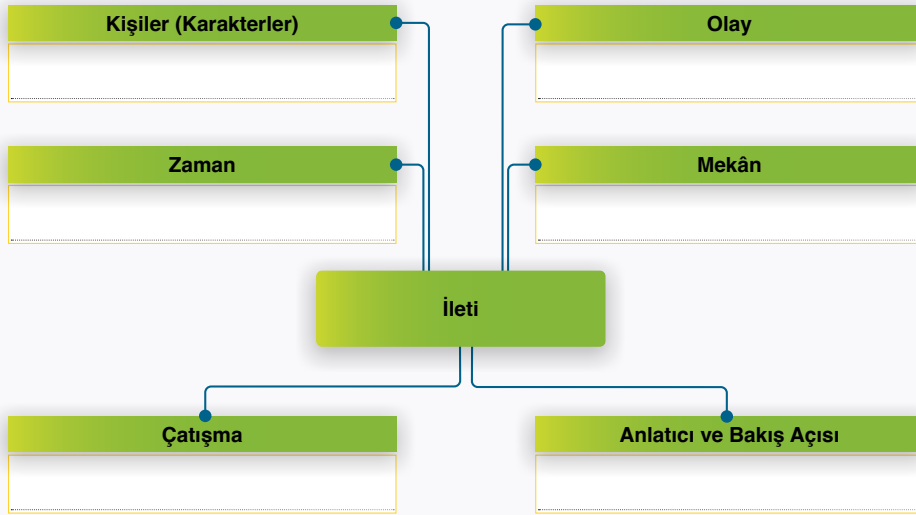 Kişiler (Karakterler)
Olay
Zaman
Mekân
İleti
Çatışma
Anlatıcı ve Bakış Açısı